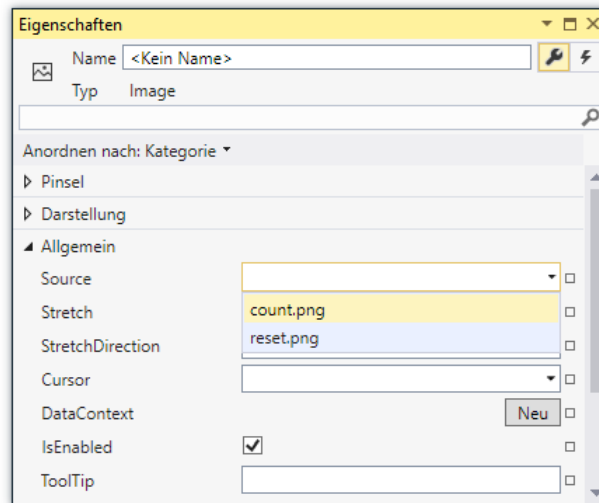 Eigenschaften
Name <Kein Name>
Typ Image
Anordnen nach: Kategorie
Pinsel
Darstellung
Allgemein
Source
Stretch
count.png
reset.png
StretchDirection
Cursor
DataContext Neu
IsEnabled
ToolTip